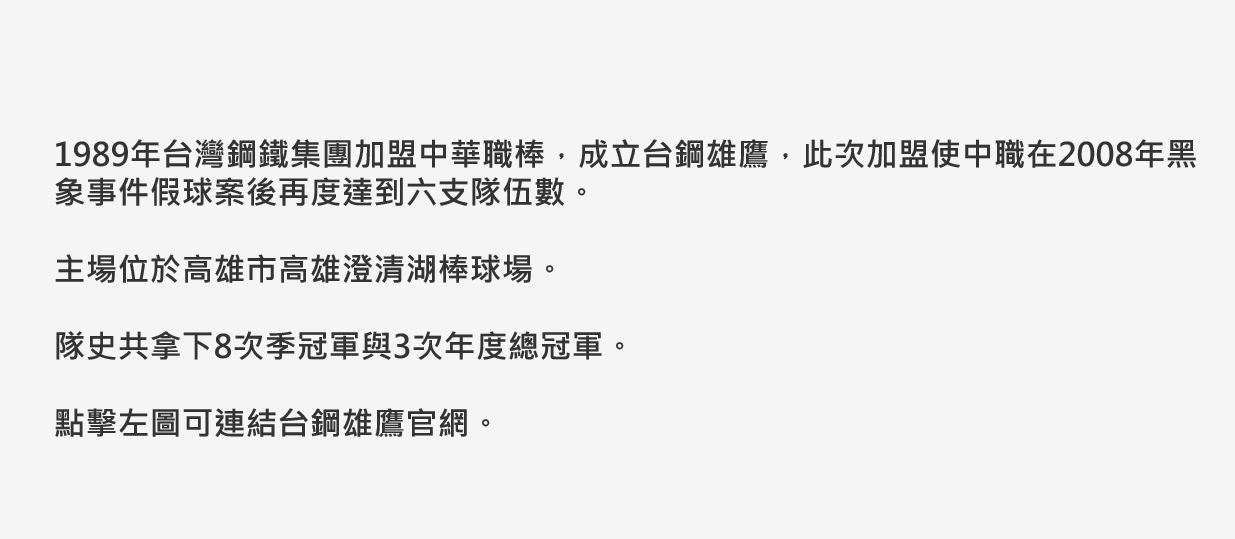 1989年台灣鋼鐵集團加盟中華職棒，成立台鋼雄鷹，此次加盟使中職在2008年黑
象事件假球案後再度達到六支隊伍數。
主場位於高雄市高雄澄清湖棒球場。
隊史共拿下8次季冠軍與3次年度總冠軍。
點擊左圖可連結台鋼雄鷹官網。